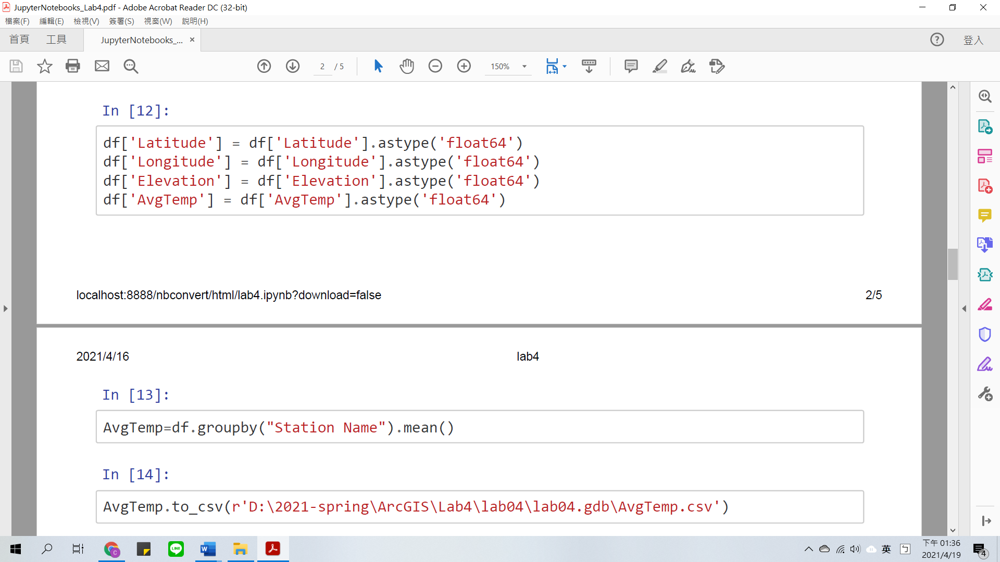 JupyterNotebooks_Lab4.pdf - Adobe Acrobat Reader DC (32-bit)
檔案(F) 編輯(E) 檢視(V) 簽署(S) 視窗(W) 說明(H)
首頁 工具 JupyterNotebooks_... × 登入
2 / 5 150%
In [12]:
df['Latitude'] = df['Latitude'].astype('float64')
df['Longitude'] = df['Longitude'].astype('float64')
df['Elevation'] = df['Elevation'].astype('float64')
df['AvgTemp'] = df['AvgTemp'].astype('float64')
localhost:8888/nbconvert/html/lab4.ipynb?download=false 2/5
2021/4/16 lab4
In [13]:
AvgTemp=df.groupby("Station Name").mean()
In [14]:
AvgTemp.to_csv(r'D:\2021-spring\ArcGIS\Lab4\lab04\lab04.gdb\AvgTemp.csv')
C LINE W 英 ㄅ 下午 01:36
2021/4/19 4